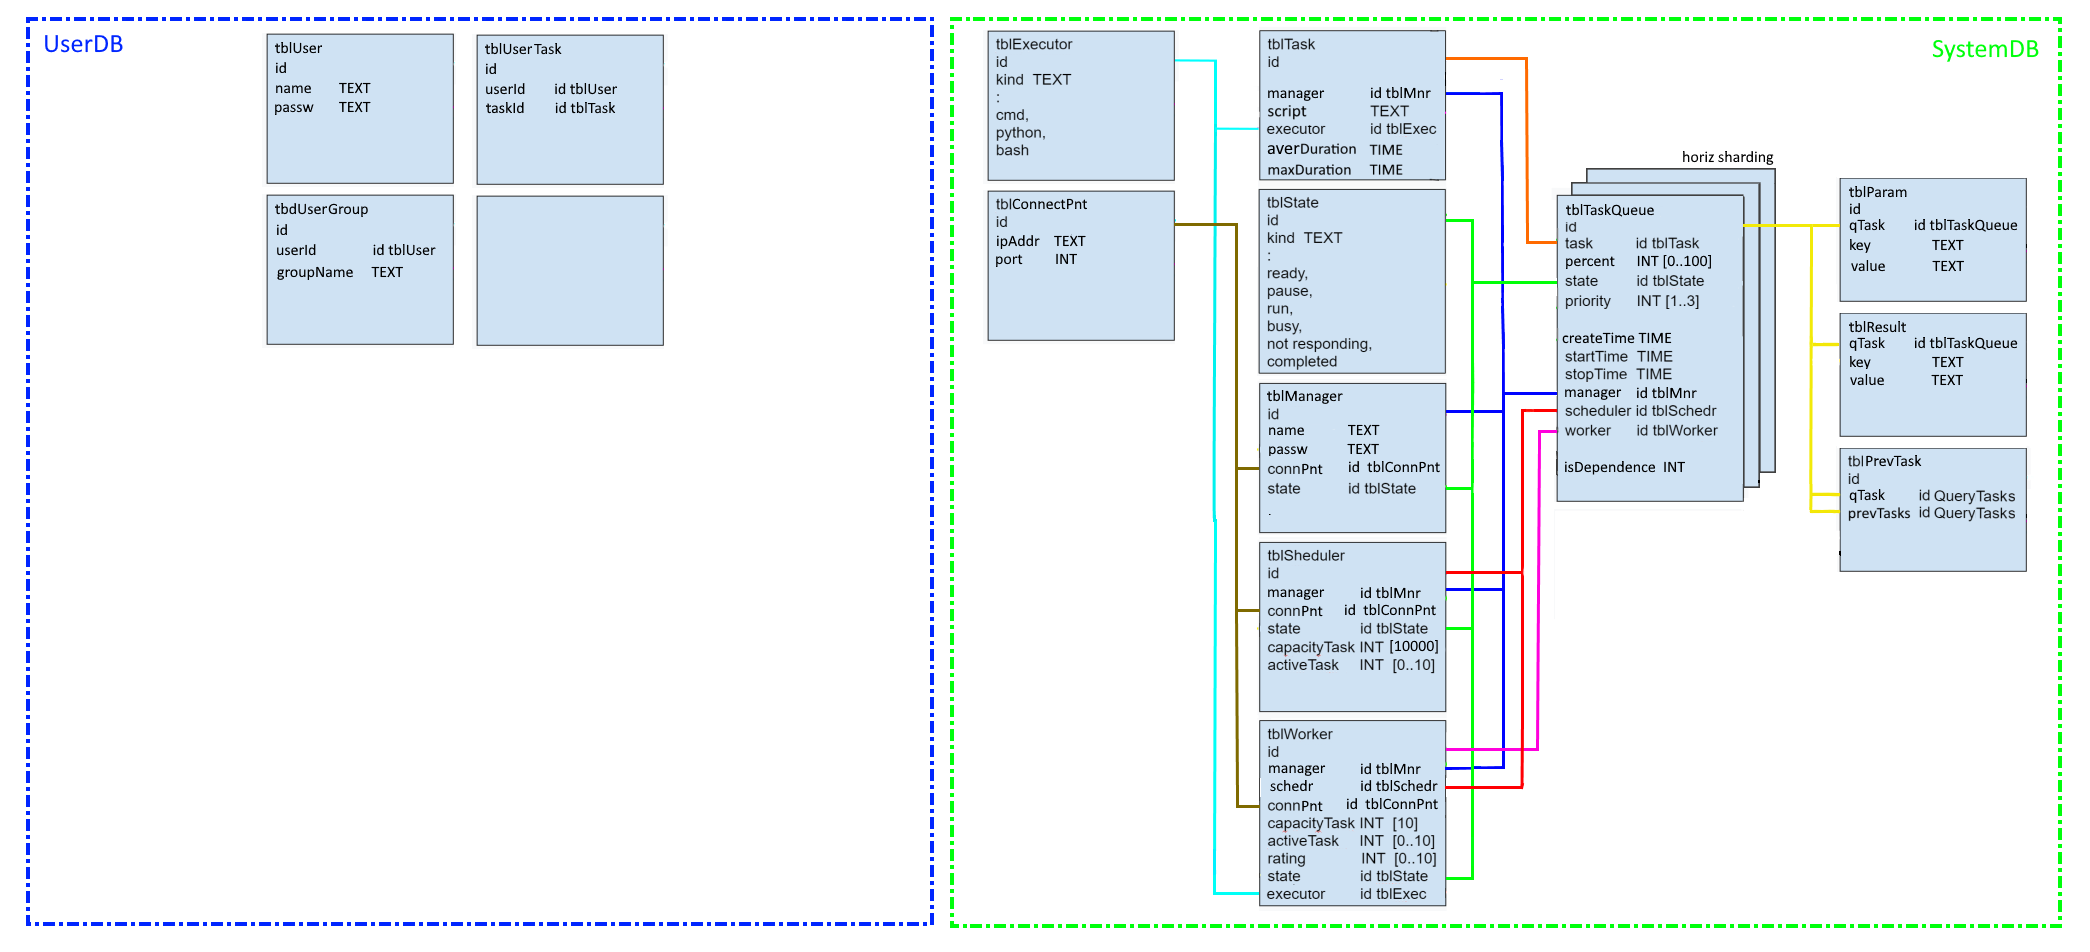 UserDB
tblUser
id
name TEXT
passw TEXT
tblUserTask
id
userId id tblUser
taskId id tblTask
tbdUserGroup
id
userId id tblUser
groupName TEXT
SystemDB
tblExecutor
id
kind TEXT
:
cmd,
python,
bash
tblConnectPnt
id
ipAddr TEXT
port INT
tblTask
id
manager id tblMnr
script TEXT
executor id tblExec
averDuration TIME
maxDuration TIME
tblState
id
kind TEXT
:
ready,
pause,
run,
busy,
not responding,
completed
tblManager
id
name TEXT
passw TEXT
connPnt id tblConnPnt
state id tblState
.
tblSheduler
id
manager id tblMnr
connPnt id tblConnPnt
state id tblState
capacityTask INT [10000]
activeTask INT [0..10]
tblWorker
id
manager id tblMnr
schedr id tblSchedr
connPnt id tblConnPnt
capacityTask INT [10]
activeTask INT [0..10]
rating INT [0..10]
state id tblState
executor id tblExec
horiz sharding
tblTaskQueue
id
task id tblTask
percent INT [0..100]
state id tblState
priority INT [1..3]
createTime TIME
startTime TIME
stopTime TIME
manager id tblMnr
scheduler id tblSchedr
worker id tblWorker
isDependence INT
tblParam
id
qTask id tblTaskQueue
key TEXT
value TEXT
tblResult
qTask id tblTaskQueue
key TEXT
value TEXT
tblPrevTask
id
qTask id QueryTasks
prevTasks id QueryTasks